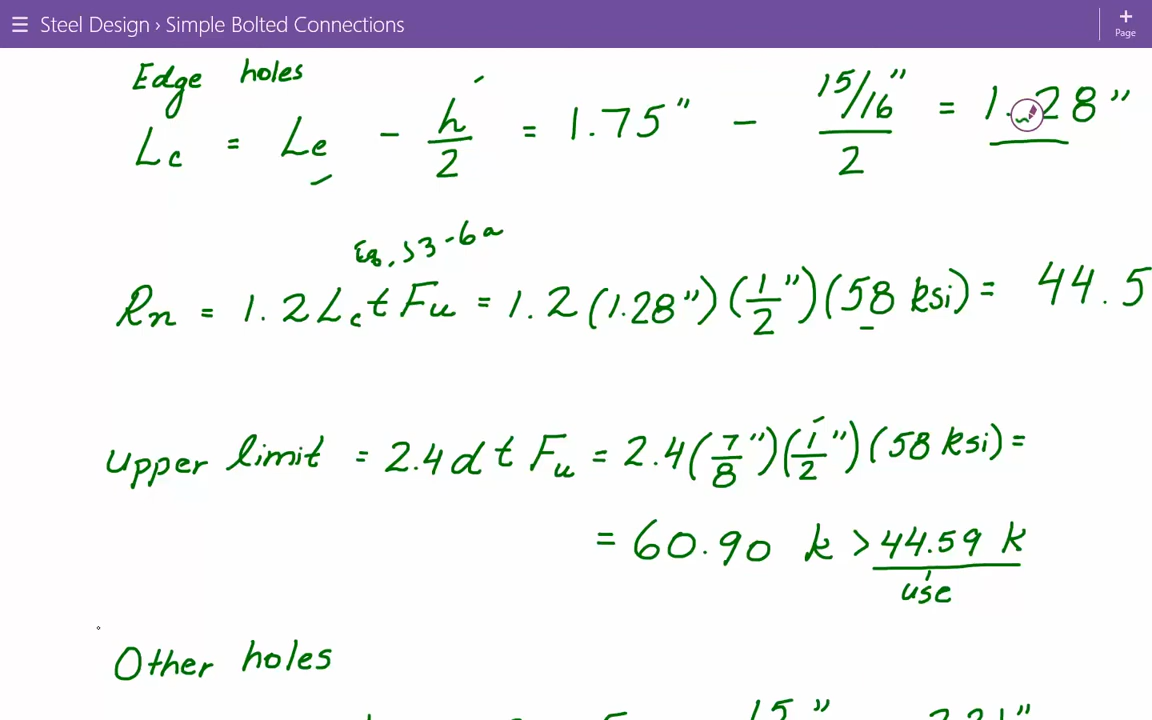 Steel Design › Simple Bolted Connections
Page
Edge holes
Lc = Le - h/2 = 1.75" - 15/16"/2 = 1.28"
Eq. J3-6a
Rn = 1.2 Lc t Fu = 1.2 (1.28") (1/2") (58 ksi) = 44.5
upper limit = 2.4 d t Fu = 2.4 (7/8") (1/2") (58 ksi) =
= 60.90 k > 44.59 k
use
Other holes
15"